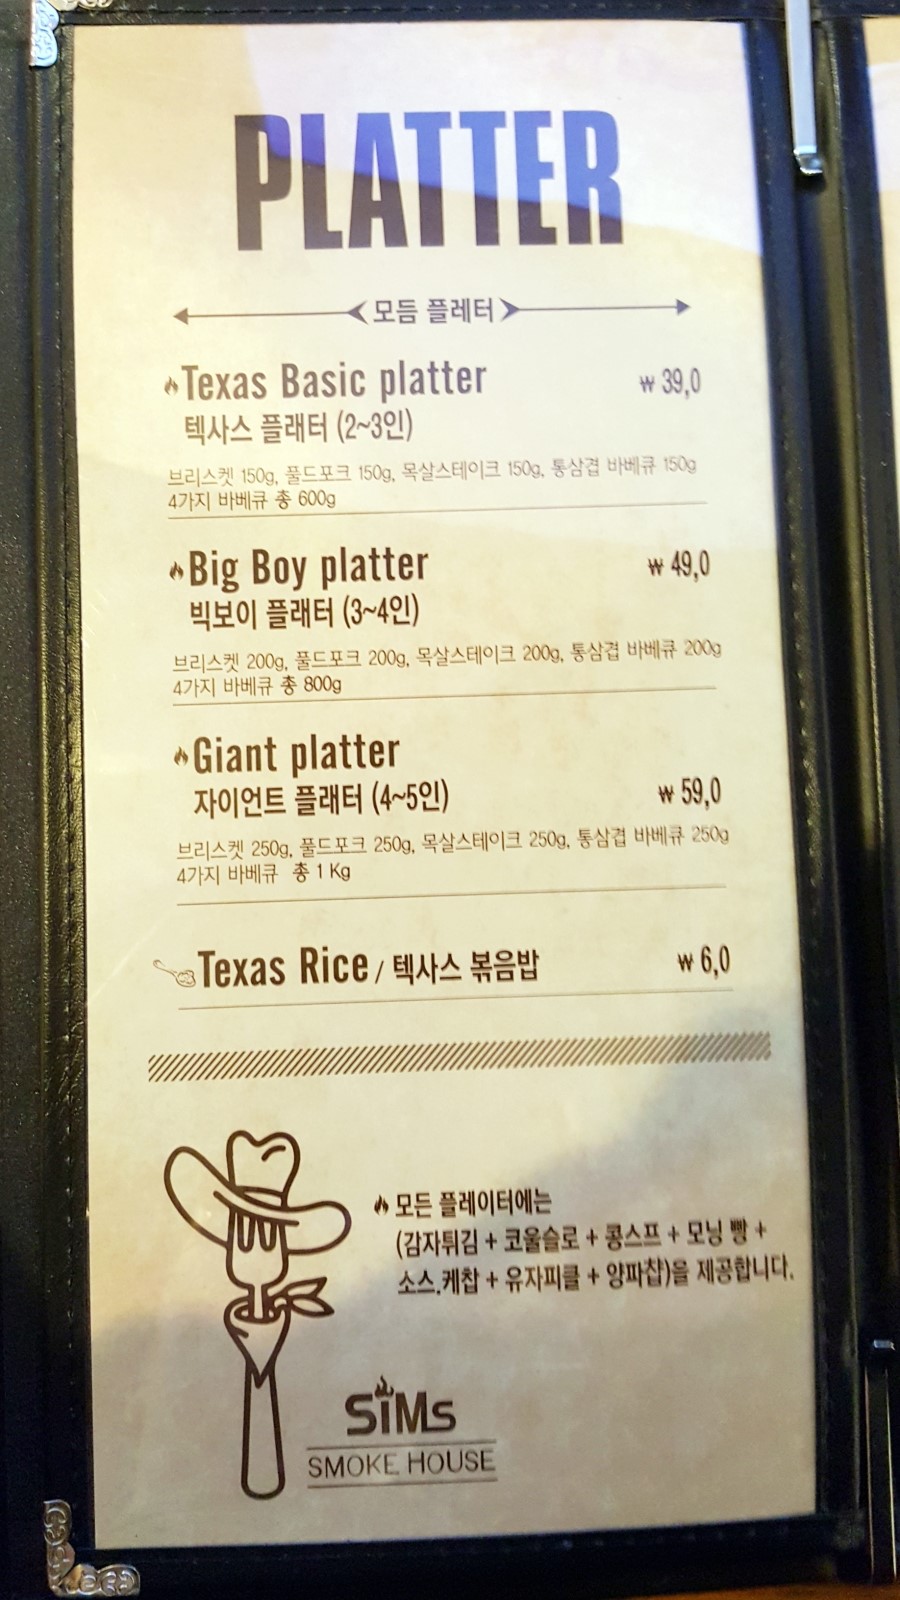 PLATTER
모듬 플레터
Texas Basic platter ₩ 39,0
텍사스 플래터 (2~3인)
브리스켓 150g, 풀드포크 150g, 목살스테이크 150g, 통삼겹 바베큐 150g
4가지 바베큐 총 600g
Big Boy platter ₩ 49,0
빅보이 플래터 (3~4인)
브리스켓 200g, 풀드포크 200g, 목살스테이크 200g, 통삼겹 바베큐 200g
4가지 바베큐 총 800g
Giant platter
자이언트 플래터 (4~5인) ₩ 59,0
브리스켓 250g, 풀드포크 250g, 목살스테이크 250g, 통삼겹 바베큐 250g
4가지 바베큐 총 1 Kg
Texas Rice / 텍사스 볶음밥 ₩ 6,0
모든 플레이터에는
(감자튀김 + 코울슬로 + 콩스프 + 모닝 빵 +
소스.케찹 + 유자피클 + 양파찹)을 제공합니다.
SiMs
SMOKE HOUSE